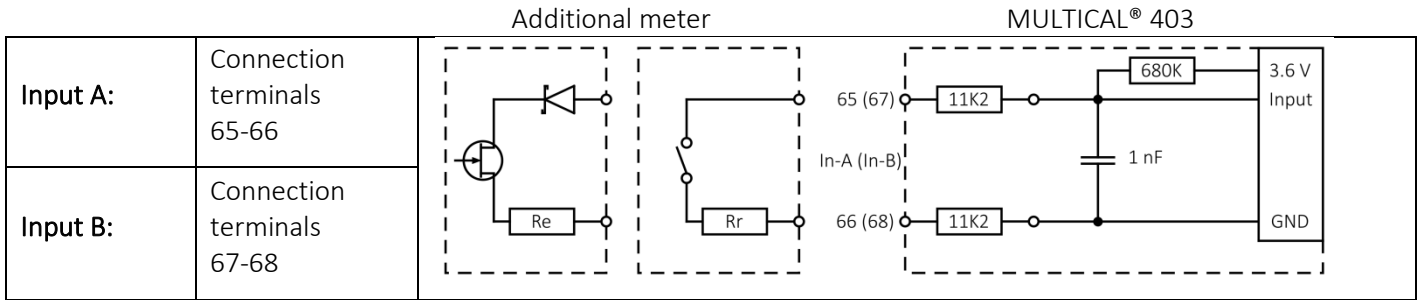 Additional meter
MULTICAL® 403
Input A:
Connection
terminals
65-66
Input B:
Connection
terminals
67-68
Re
Rr
65 (67)
In-A (In-B)
66 (68)
11K2
11K2
680K
1 nF
3.6 V
Input
GND